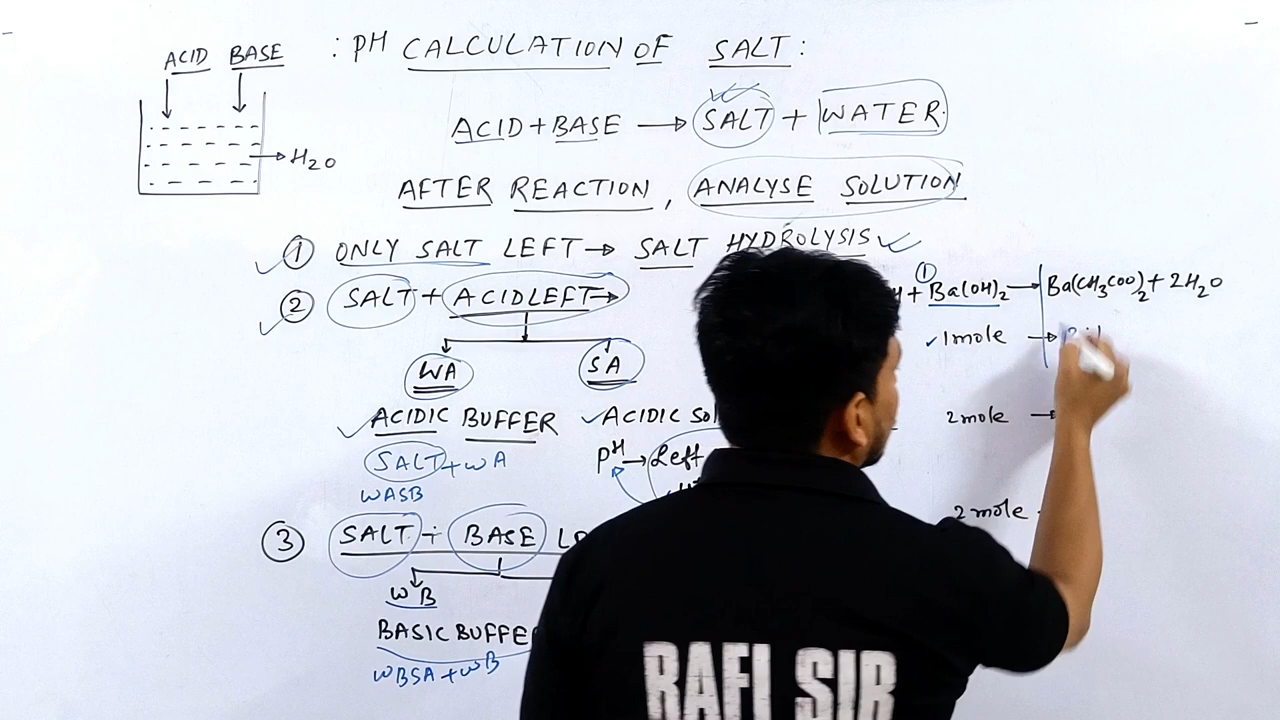 ACID BASE
: PH CALCULATION OF SALT :
ACID + BASE → SALT + WATER
→ H2O
AFTER REACTION, ANALYSE SOLUTION
① ONLY SALT LEFT → SALT HYDROLYSIS ✓
② SALT + ACID LEFT →
WA SA
✓ ACIDIC BUFFER ✓ ACIDIC
SALT + WA
WASB
PH → Left
③ SALT + BASE
WB
BASIC BUFFER
WBSA + WB
+ Ba(OH)2 → Ba(CH3COO)2 + 2H2O
①
✓ 1mole →
2mole →
2mole
RAFI SIR